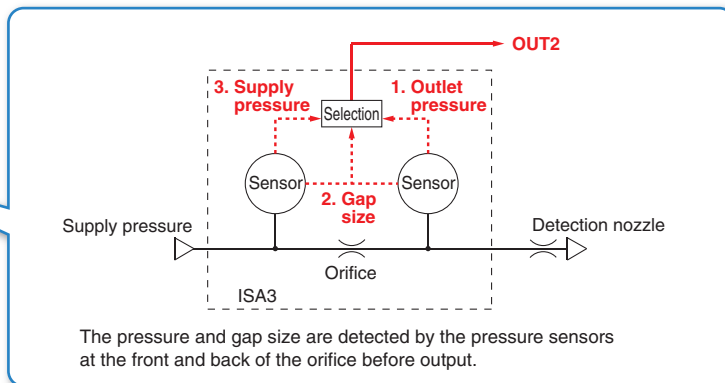 OUT2
3. Supply
pressure
1. Outlet
pressure
Selection
Sensor
Sensor
2. Gap
size
Supply pressure
Detection nozzle
Orifice
ISA3
The pressure and gap size are detected by the pressure sensors
at the front and back of the orifice before output.